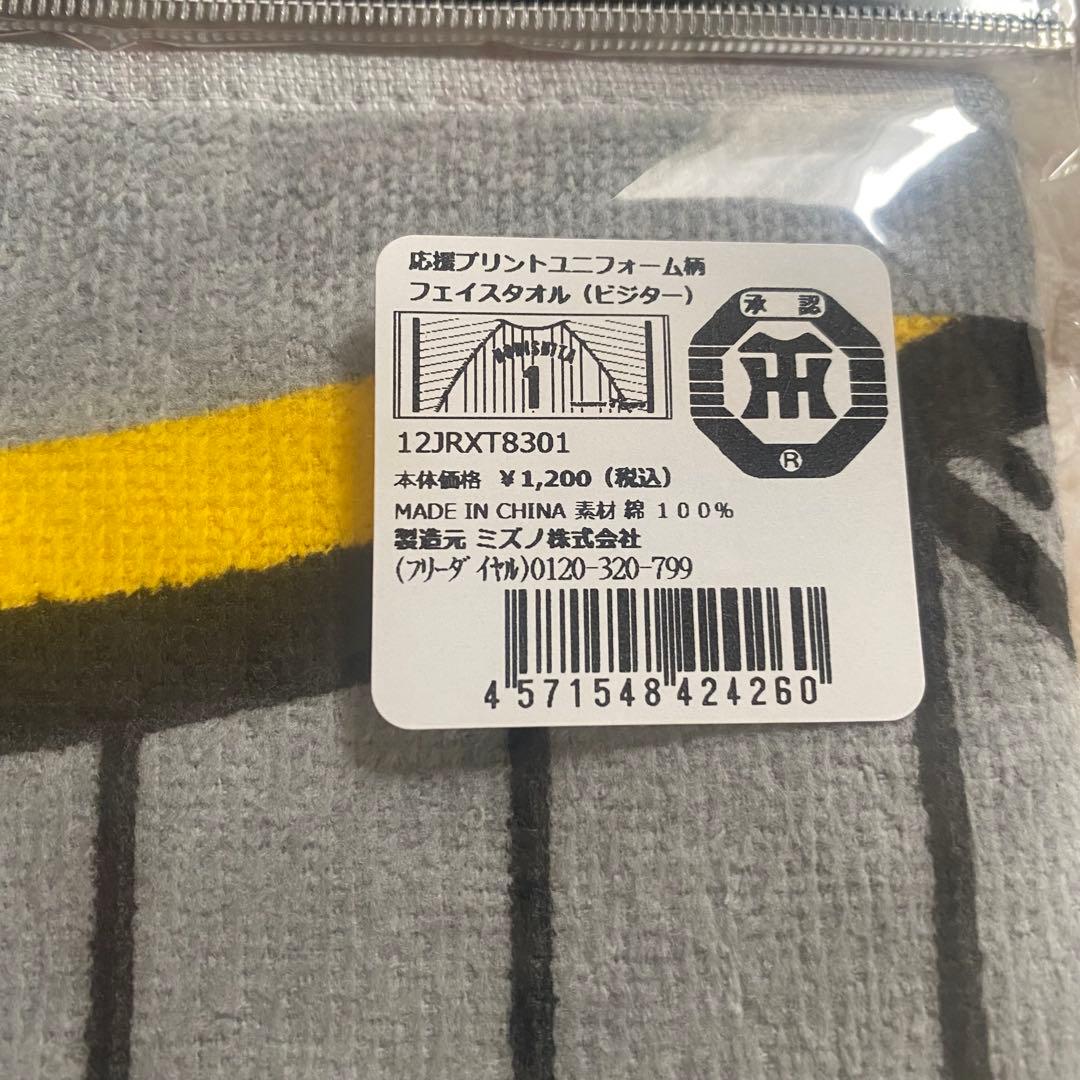 応援プリントユニフォーム柄
フェイスタオル（ビジター）
承 認
MORISHITA
1
12JRXT8301
本体価格 ￥1,200（税込）
MADE IN CHINA 素材 綿 １００％
製造元 ミズノ株式会社
(ﾌﾘｰﾀﾞｲﾔﾙ)0120-320-799
4 571548 424260